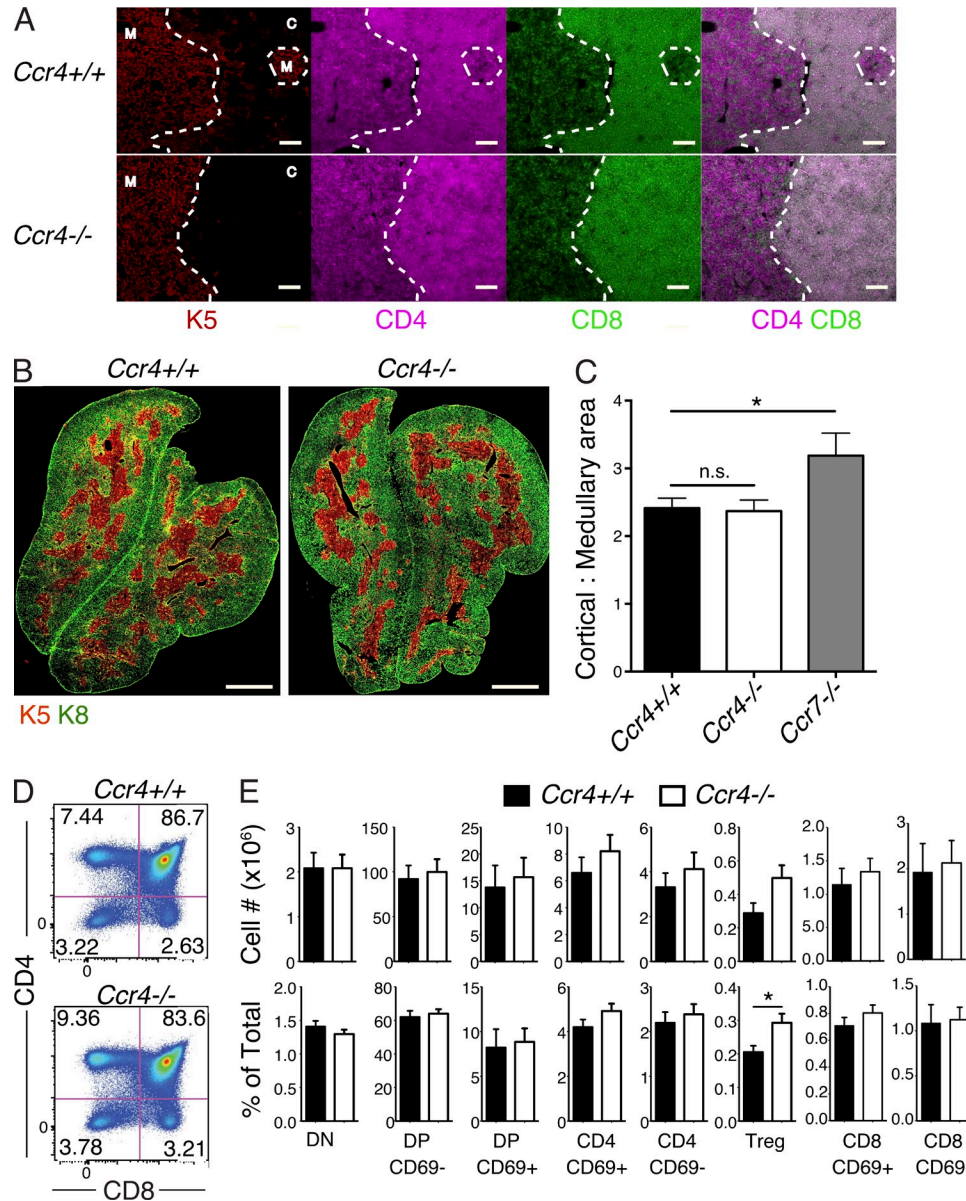 A
M C
M
Ccr4+/+
M C
Ccr4-/-
K5 CD4 CD8 CD4 CD8
B Ccr4+/+ Ccr4-/-
K5 K8
C
Cortical : Medullary area
4
3
2
1
0
*
n.s.
Ccr4+/+ Ccr4-/- Ccr7-/-
D
Ccr4+/+
7.44 86.7
0
3.22 2.63
0
Ccr4-/-
9.36 83.6
0
3.78 3.21
0
CD4
CD8
E Ccr4+/+ Ccr4-/-
Cell # (x10⁶)
3 150 25 10 6 0.8 2.0 3
2 100 20 8 4 0.6 1.5 2
1 50 15 6 2 0.4 1.0 1
0 0 10 4 0 0.2 0.5 0
5 2 0.0 0.0
0 0
% of Total
2.0 80 15 6 4 0.4 1.0 1.5
1.5 60 10 4 3 0.3 0.8 1.0
1.0 40 5 2 2 0.2 0.6 0.5
0.5 20 0 0 1 0.1 0.4 0.0
0.0 0 0 0.0 0.2
0.0
*
DN DP DP CD4 CD4 Treg CD8 CD8
CD69- CD69+ CD69+ CD69- CD69+ CD69